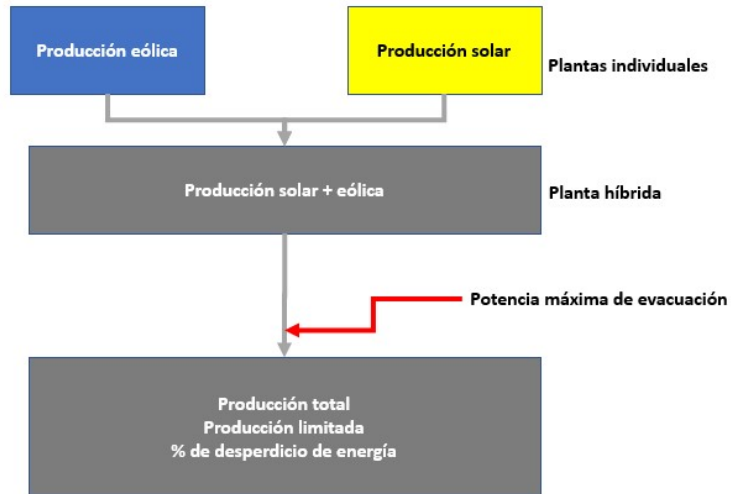 Producción eólica
Producción solar
Plantas individuales
Producción solar + eólica
Planta híbrida
Potencia máxima de evacuación
Producción total
Producción limitada
% de desperdicio de energía